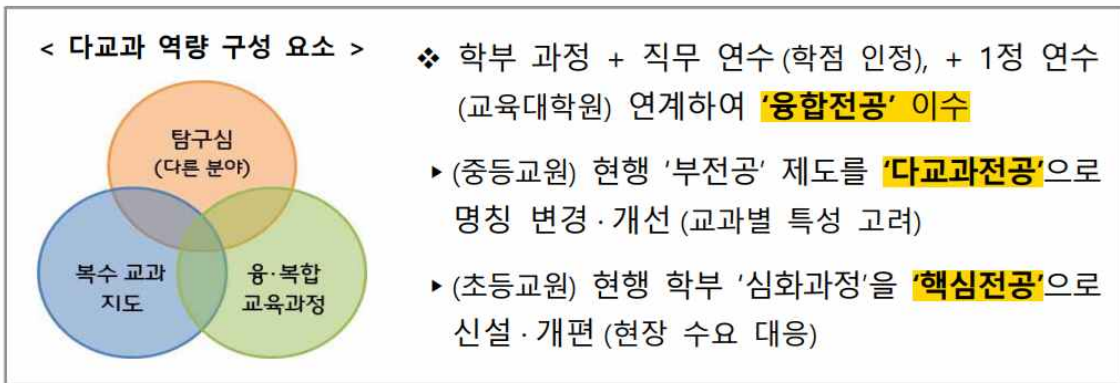 < 다교과 역량 구성 요소 >
탐구심
(다른 분야)
복수 교과
지도
융·복합
교육과정
❖ 학부 과정 + 직무 연수 (학점 인정), + 1정 연수
(교육대학원) 연계하여 ‘융합전공’ 이수
▸ (중등교원) 현행 ‘부전공’ 제도를 ‘다교과전공’으로
명칭 변경·개선 (교과별 특성 고려)
▸ (초등교원) 현행 학부 ‘심화과정’을 ‘핵심전공’으로
신설·개편 (현장 수요 대응)